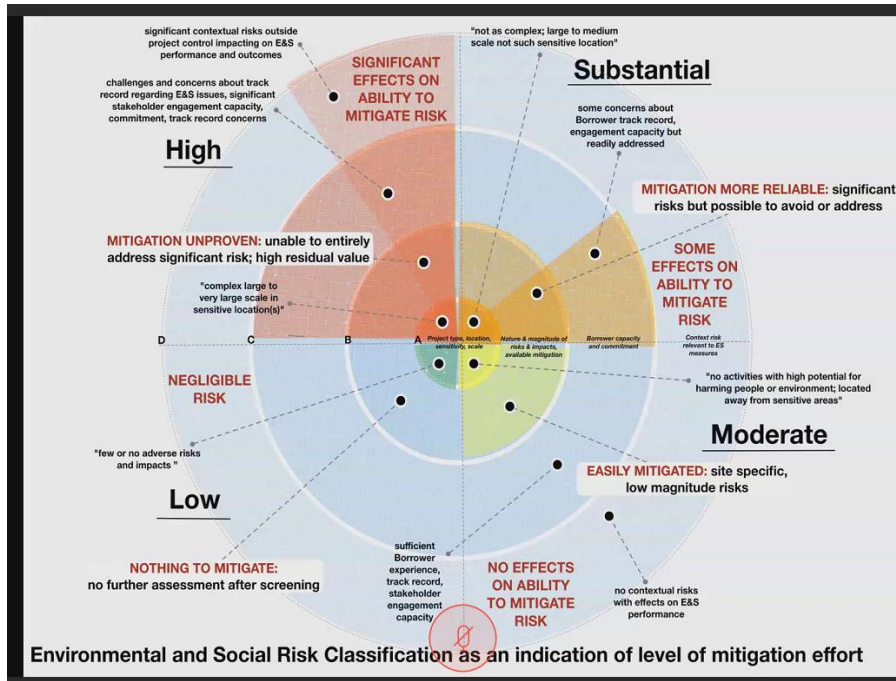 significant contextual risks outside
project control impacting on E&S
performance and outcomes
"not as complex; large to medium
scale not such sensitive location"
SIGNIFICANT
EFFECTS ON
ABILITY TO
MITIGATE RISK
Substantial
challenges and concerns about track
record regarding E&S issues, significant
stakeholder engagement capacity,
commitment, track record concerns
some concerns about
Borrower track record,
engagement capacity but
readily addressed
High
MITIGATION MORE RELIABLE: significant
risks but possible to avoid or address
MITIGATION UNPROVEN: unable to entirely
address significant risk; high residual value
SOME
EFFECTS ON
ABILITY TO
MITIGATE
RISK
"complex large to
very large scale in
sensitive location(s)"
D
C
B
A
Project type, location,
sensitivity, scale
Nature & magnitude of
risks & impacts,
available mitigation
Borrower capacity
and commitment
Context risk
relevant to ES
measures
NEGLIGIBLE
RISK
"no activities with high potential for
harming people or environment; located
away from sensitive areas"
Moderate
"few or no adverse risks
and impacts "
EASILY MITIGATED: site specific,
low magnitude risks
Low
NOTHING TO MITIGATE:
no further assessment after screening
sufficient
Borrower
experience,
track record,
stakeholder
engagement
capacity
NO EFFECTS
ON ABILITY
TO MITIGATE
RISK
no contextual risks
with effects on E&S
performance
Environmental and Social Risk Classification as an indication of level of mitigation effort